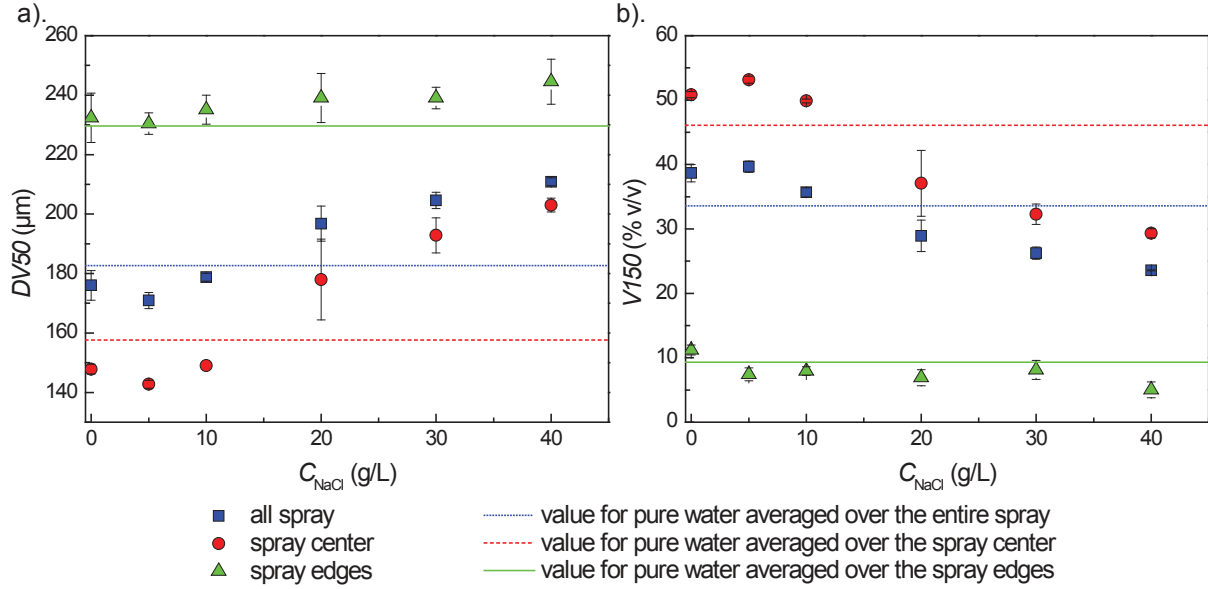 a).
260
240
220
200
180
160
140
DV50 (µm)
0 10 20 30 40
C_NaCl (g/L)
b).
60
50
40
30
20
10
0
V150 (% v/v)
0 10 20 30 40
C_NaCl (g/L)
all spray
spray center
spray edges
value for pure water averaged over the entire spray
value for pure water averaged over the spray center
value for pure water averaged over the spray edges